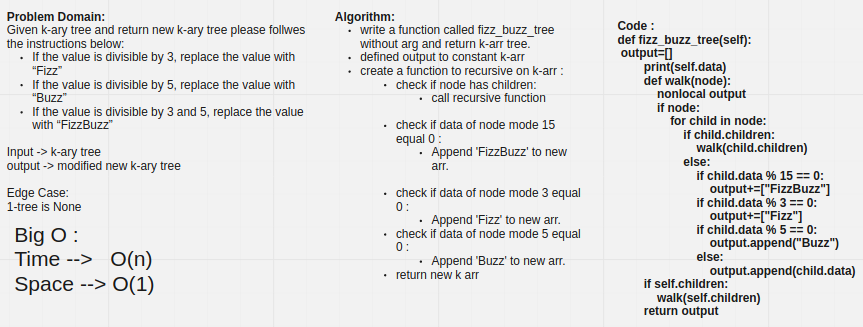 Problem Domain:
Given k-ary tree and return new k-ary tree please follwes
the instructions below:
• If the value is divisible by 3, replace the value with
“Fizz”
• If the value is divisible by 5, replace the value with
“Buzz”
• If the value is divisible by 3 and 5, replace the value
with “FizzBuzz”
Input -> k-ary tree
output -> modified new k-ary tree
Edge Case:
1-tree is None
Big O :
Time --> O(n)
Space --> O(1)
Algorithm:
• write a function called fizz_buzz_tree
without arg and return k-arr tree.
• defined output to constant k-arr
• create a function to recursive on k-arr :
• check if node has children:
• call recursive function
• check if data of node mode 15
equal 0 :
• Append 'FizzBuzz' to new
arr.
• check if data of node mode 3 equal
0 :
• Append 'Fizz' to new arr.
• check if data of node mode 5 equal
0 :
• Append 'Buzz' to new arr.
• return new k arr
Code :
def fizz_buzz_tree(self):
output=[]
print(self.data)
def walk(node):
nonlocal output
if node:
for child in node:
if child.children:
walk(child.children)
else:
if child.data % 15 == 0:
output+=["FizzBuzz"]
if child.data % 3 == 0:
output+=["Fizz"]
if child.data % 5 == 0:
output.append("Buzz")
else:
output.append(child.data)
if self.children:
walk(self.children)
return output